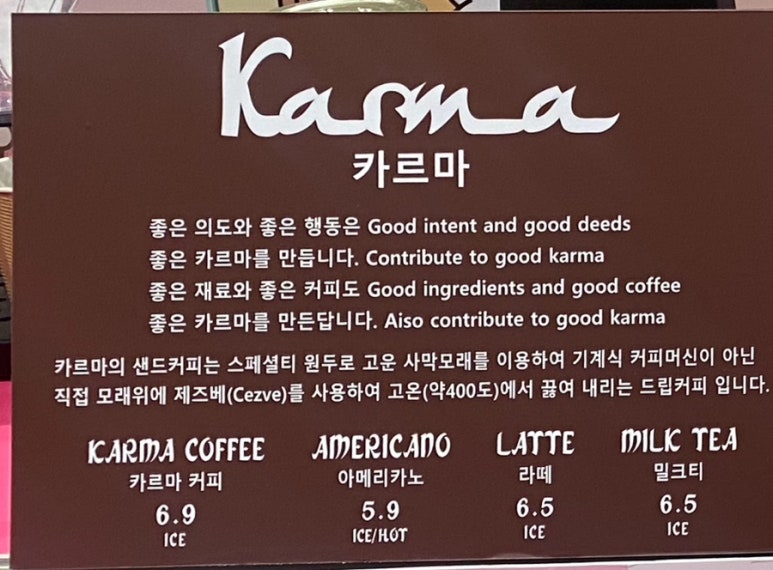 Karma
카르마
좋은 의도와 좋은 행동은 Good intent and good deeds
좋은 카르마를 만듭니다. Contribute to good karma
좋은 재료와 좋은 커피도 Good ingredients and good coffee
좋은 카르마를 만든답니다. Aiso contribute to good karma
카르마의 샌드커피는 스페셜티 원두로 고운 사막모래를 이용하여 기계식 커피머신이 아닌
직접 모래위에 제즈베(Cezve)를 사용하여 고온(약400도)에서 끓여 내리는 드립커피 입니다.
KARMA COFFEE AMERICANO LATTE MILK TEA
카르마 커피 아메리카노 라떼 밀크티
6.9 5.9 6.5 6.5
ICE ICE/HOT ICE ICE